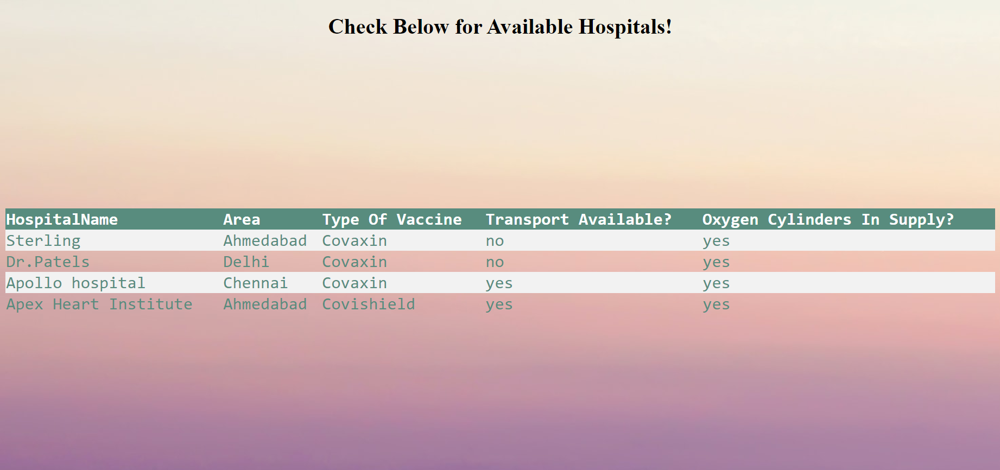 Check Below for Available Hospitals!
HospitalName Area Type Of Vaccine Transport Available? Oxygen Cylinders In Supply?
Sterling Ahmedabad Covaxin no yes
Dr.Patels Delhi Covaxin no yes
Apollo hospital Chennai Covaxin yes yes
Apex Heart Institute Ahmedabad Covishield yes yes